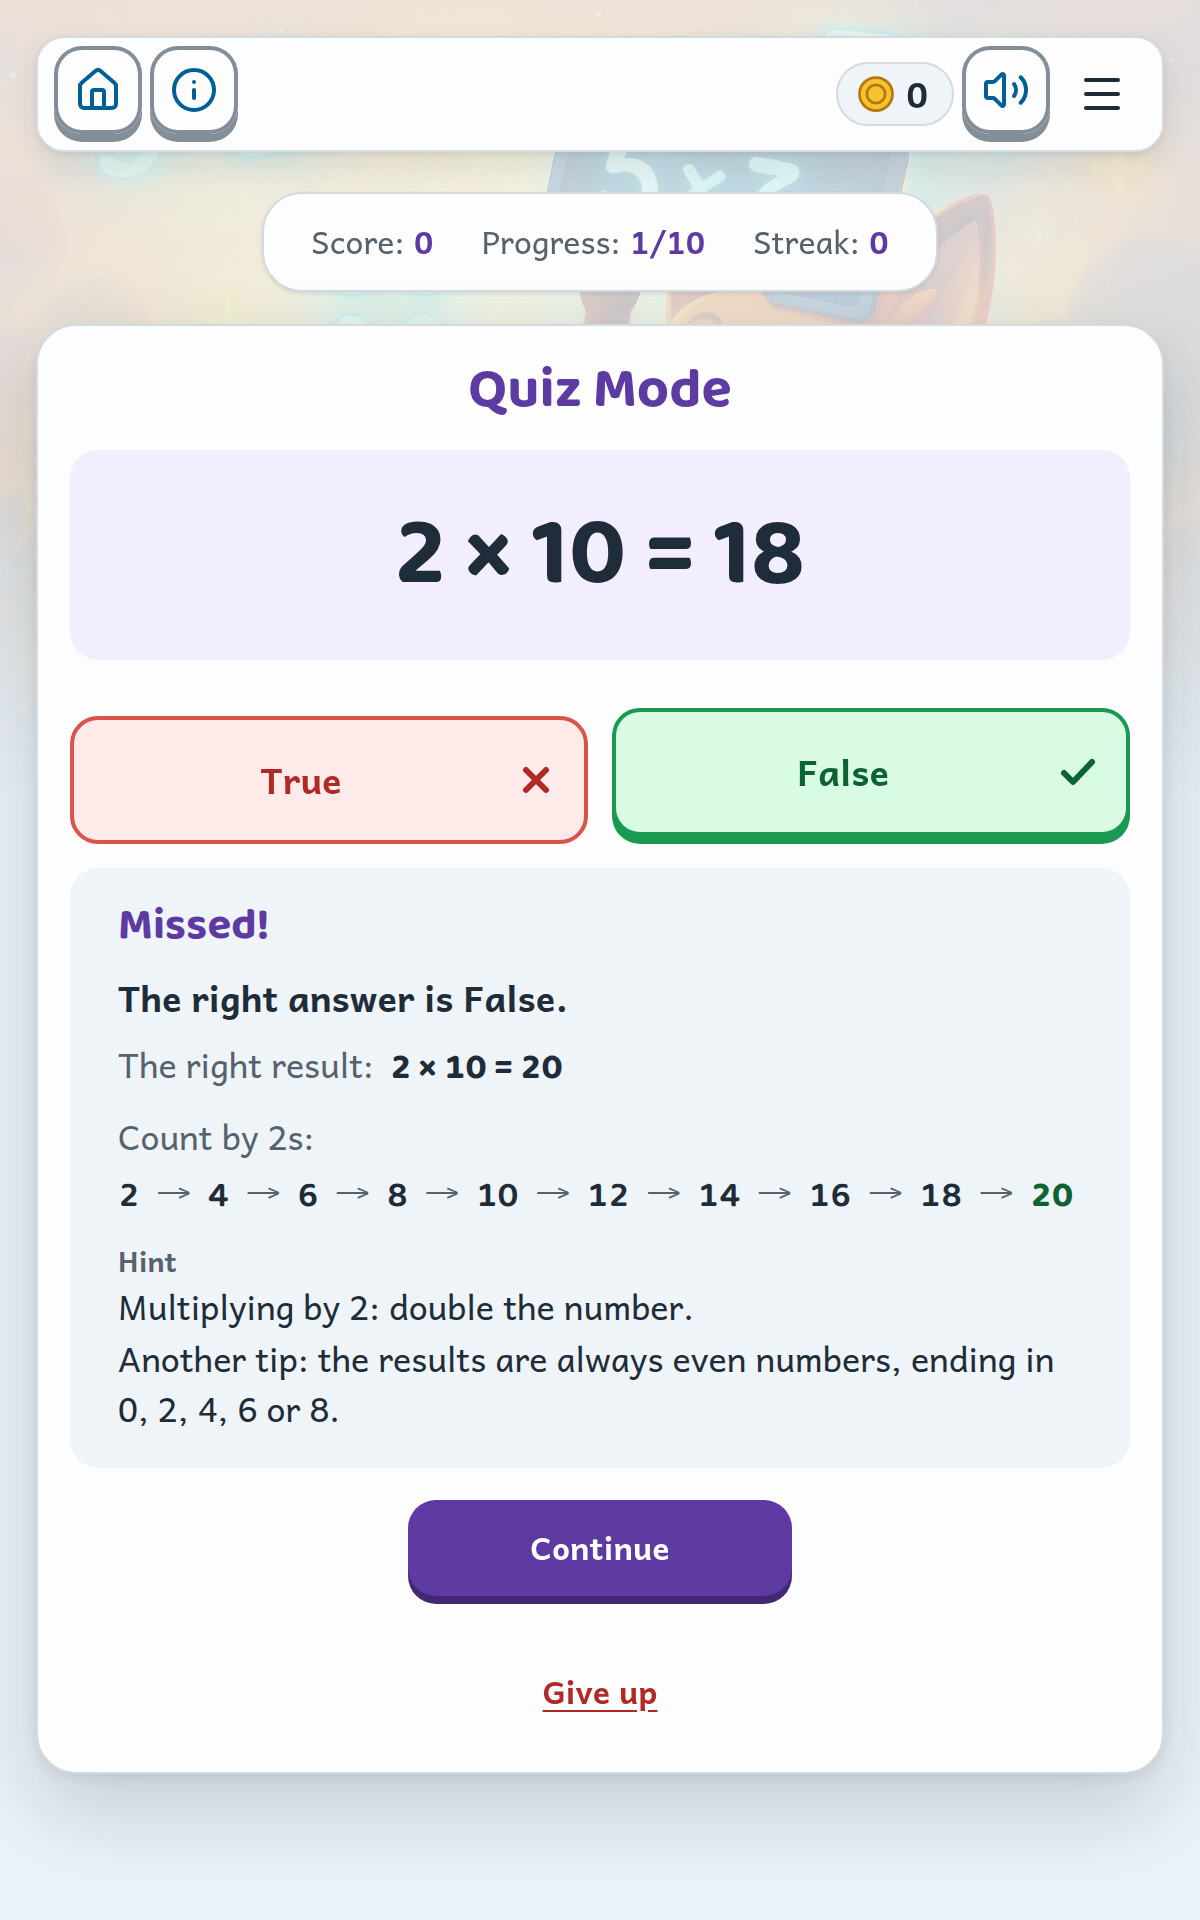 0
5 × 2
Score: 0 Progress: 1/10 Streak: 0
Quiz Mode
2 × 10 = 18
True
False
Missed!
The right answer is False.
The right result: 2 × 10 = 20
Count by 2s:
2 → 4 → 6 → 8 → 10 → 12 → 14 → 16 → 18 → 20
Hint
Multiplying by 2: double the number.
Another tip: the results are always even numbers, ending in
0, 2, 4, 6 or 8.
Continue
Give up